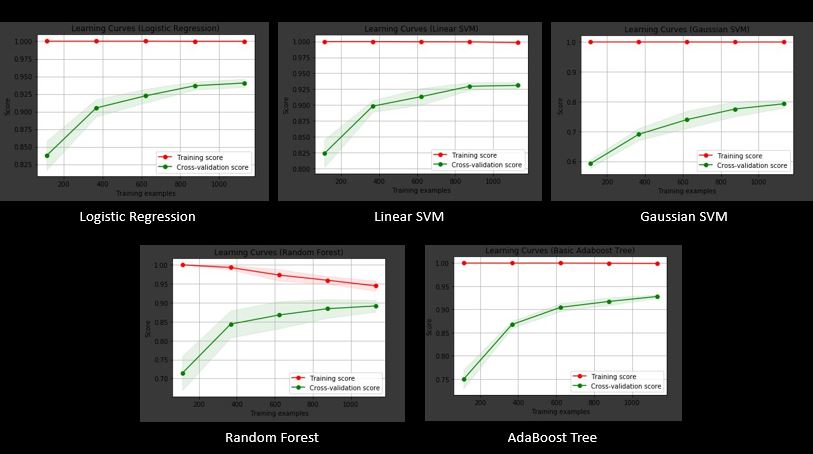 Learning Curves (Logistic Regression)
1.000
0.975
0.950
0.925
0.900
0.875
0.850
0.825
Score
Training score
Cross-validation score
200 400 600 800 1000
Training examples
Logistic Regression
Learning Curves (Linear SVM)
1.000
0.975
0.950
0.925
0.900
0.875
0.850
0.825
0.800
Score
Training score
Cross-validation score
200 400 600 800 1000
Training examples
Linear SVM
Learning Curves (Gaussian SVM)
1.0
0.9
0.8
0.7
0.6
Score
Training score
Cross-validation score
200 400 600 800 1000
Training examples
Gaussian SVM
Learning Curves (Random Forest)
1.00
0.95
0.90
0.85
0.80
0.75
0.70
Score
Training score
Cross-validation score
200 400 600 800 1000
Training examples
Random Forest
Learning Curves (Basic Adaboost Tree)
1.00
0.95
0.90
0.85
0.80
0.75
Score
Training score
Cross-validation score
200 400 600 800 1000
Training examples
AdaBoost Tree